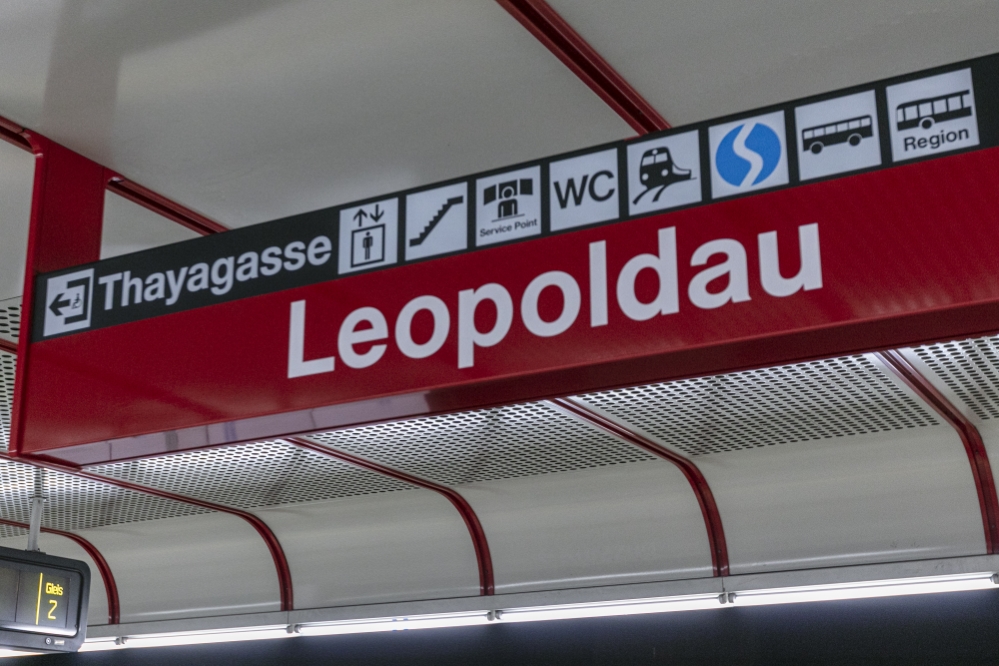 Thayagasse
Service Point
WC
Region
Leopoldau
Gleis
2